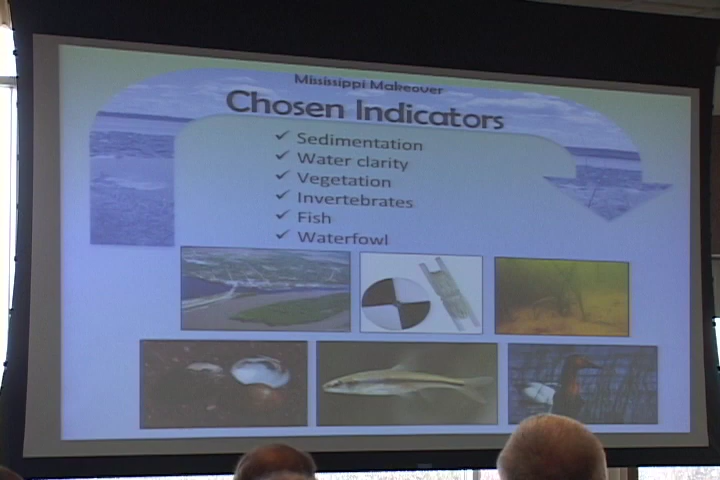 Mississippi Makeover
Chosen Indicators
✓ Sedimentation
✓ Water clarity
✓ Vegetation
✓ Invertebrates
✓ Fish
✓ Waterfowl